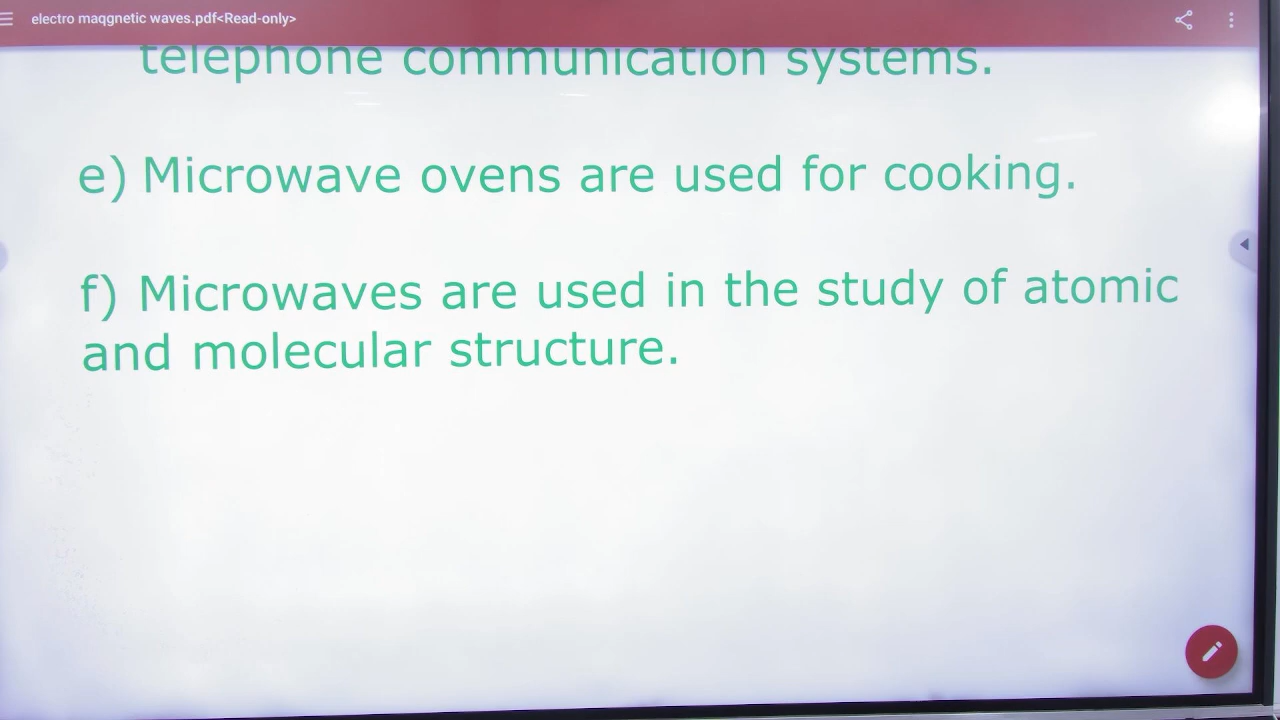 electro maqgnetic waves.pdf<Read-only>
telephone communication systems.
e) Microwave ovens are used for cooking.
f) Microwaves are used in the study of atomic
and molecular structure.